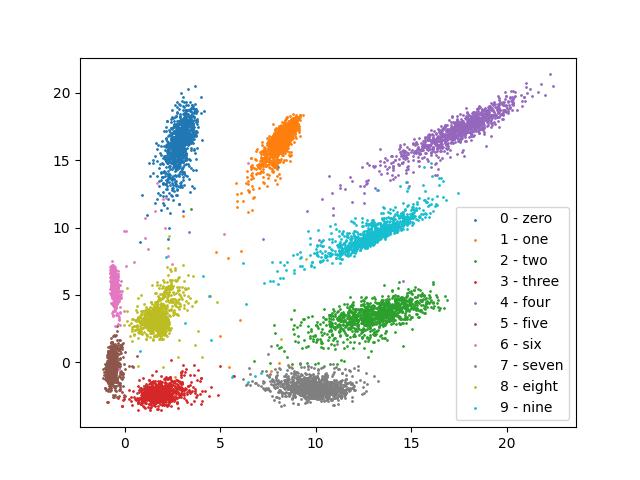 20
15
10
5
0
0 - zero
1 - one
2 - two
3 - three
4 - four
5 - five
6 - six
7 - seven
8 - eight
9 - nine
0 5 10 15 20